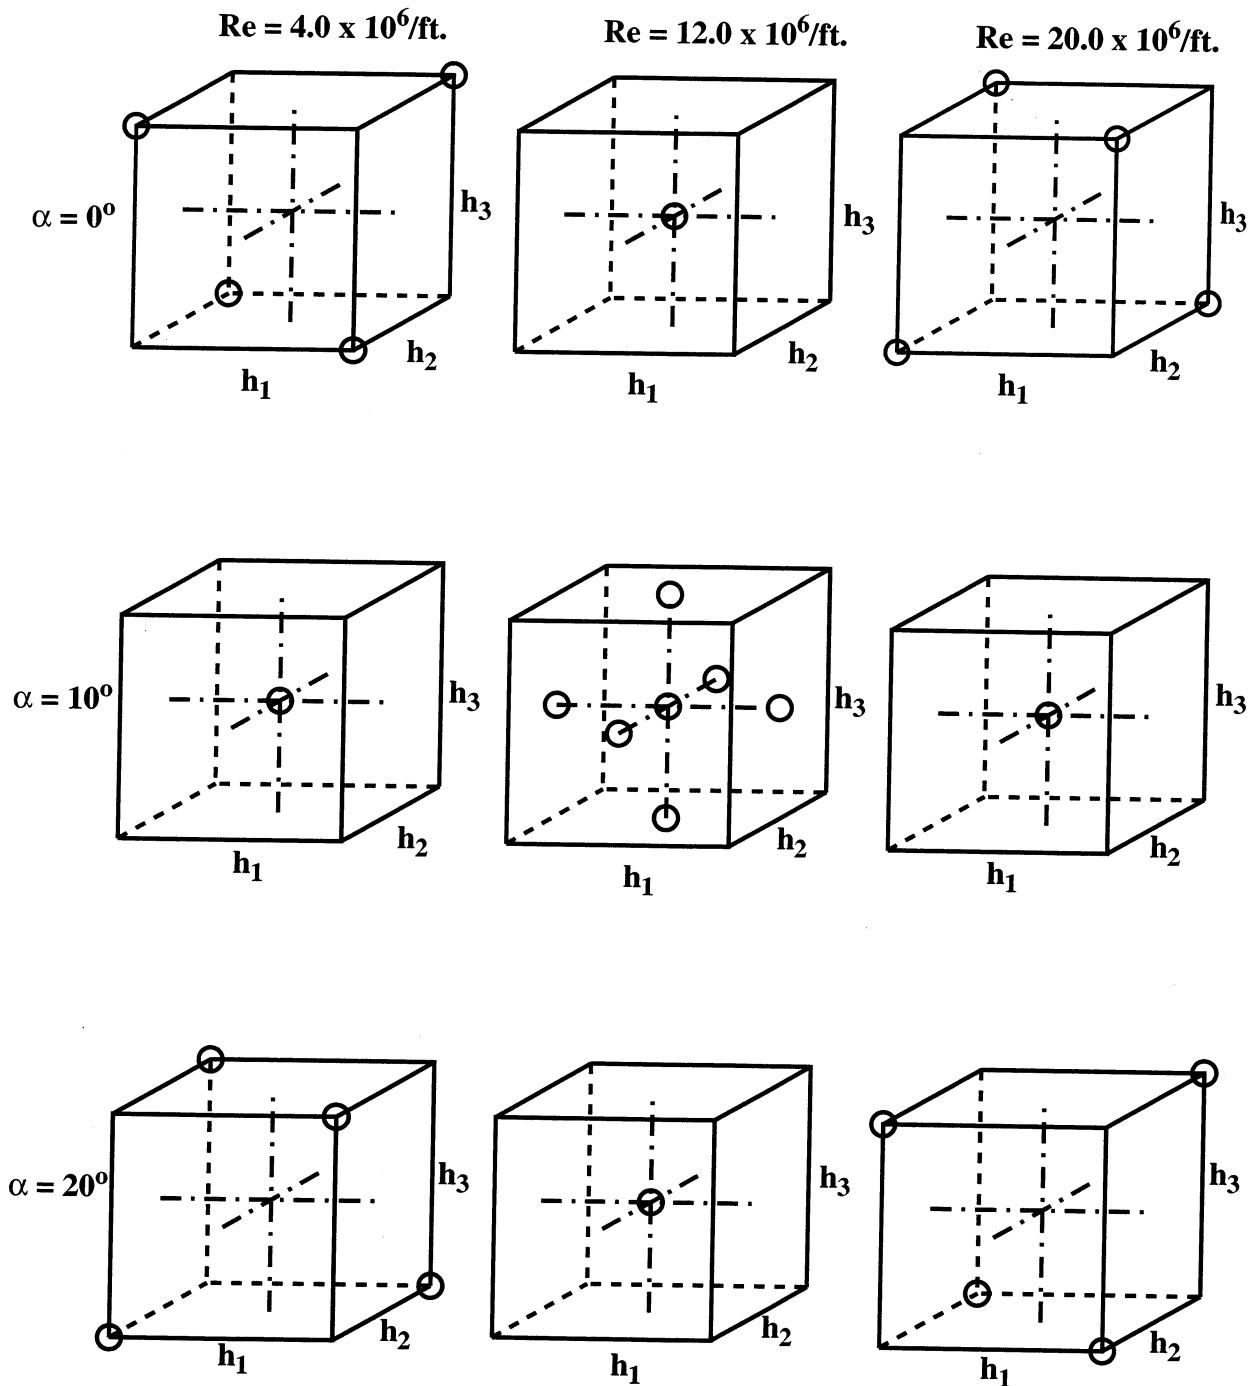 Re = 4.0 x 10⁶/ft. Re = 12.0 x 10⁶/ft. Re = 20.0 x 10⁶/ft.
α = 0° h₃ h₃ h₃
h₂ h₂ h₂
h₁ h₁ h₁
α = 10° h₃ h₃ h₃
h₂ h₂ h₂
h₁ h₁ h₁
α = 20° h₃ h₃ h₃
h₂ h₂ h₂
h₁ h₁ h₁